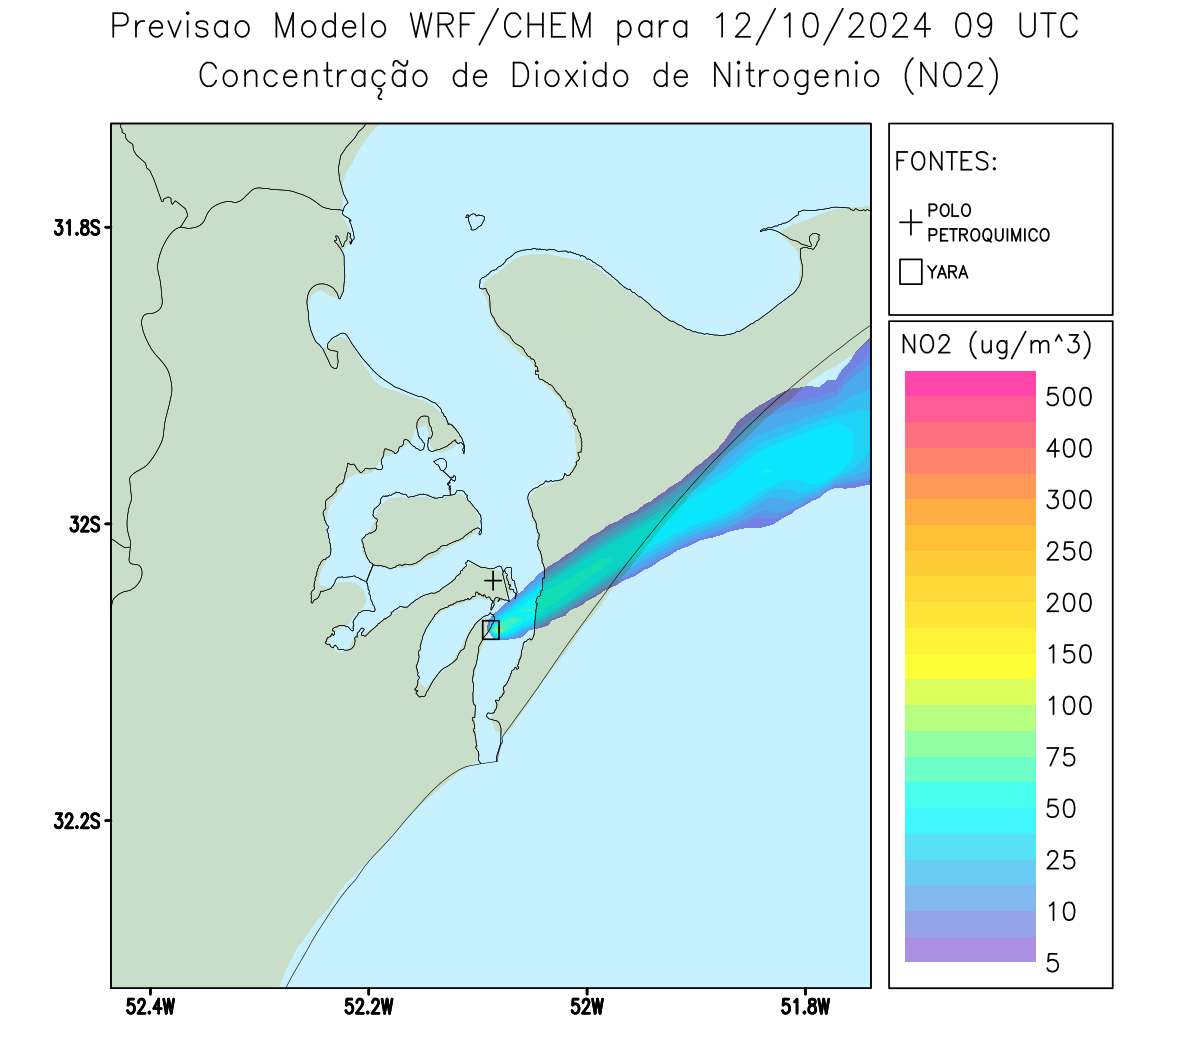 Previsao Modelo WRF/CHEM para 12/10/2024 09 UTC
Concentração de Dioxido de Nitrogenio (NO2)
FONTES:
POLO
PETROQUIMICO
YARA
NO2 (ug/m^3)
500
400
300
250
200
150
100
75
50
25
10
5
31.8S
32S
32.2S
52.4W
52.2W
52W
51.8W